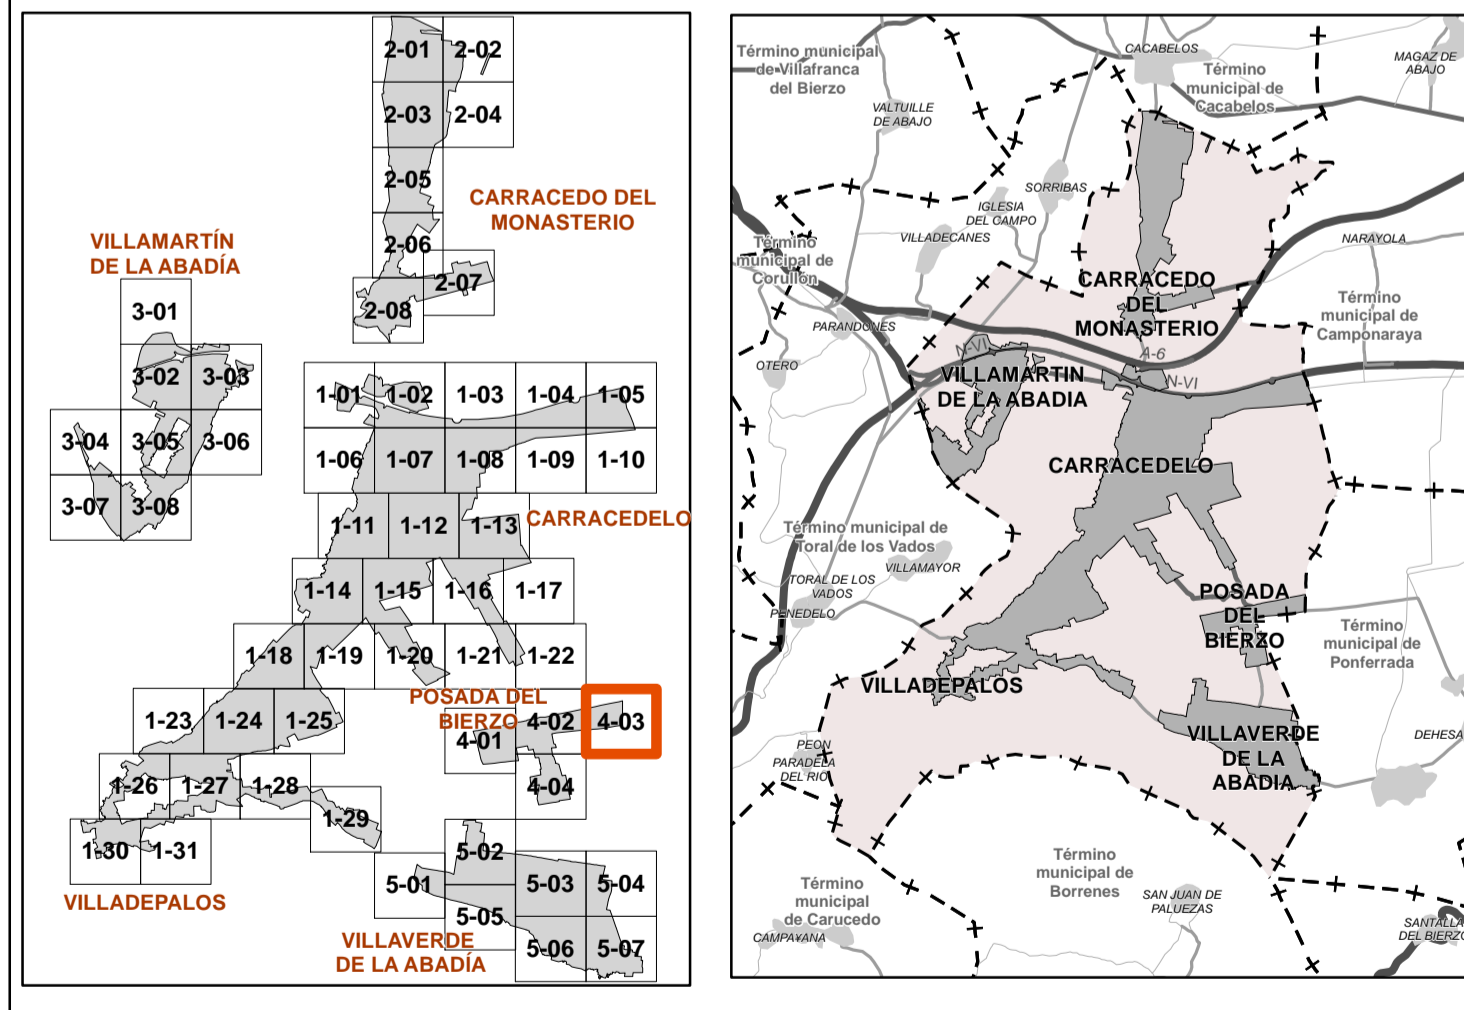 2-01
2-02
2-03
2-04
2-05
2-06
2-07
2-08
CARRACEDO DEL
MONASTERIO
VILLAMARTÍN
DE LA ABADÍA
3-01
3-02
3-03
3-04
3-05
3-06
3-07
3-08
1-01
1-02
1-03
1-04
1-05
1-06
1-07
1-08
1-09
1-10
1-11
1-12
1-13
CARRACEDELO
1-14
1-15
1-16
1-17
1-18
1-19
1-20
1-21
1-22
POSADA DEL
BIERZO
1-23
1-24
1-25
4-01
4-02
4-03
4-04
1-26
1-27
1-28
1-29
1-30
1-31
VILLADEPALOS
5-01
5-02
5-03
5-04
5-05
5-06
5-07
VILLAVERDE
DE LA ABADÍA
Término municipal
de Villafranca
del Bierzo
CACABELOS
Término
municipal de
Cacabelos
MAGAZ DE
ABAJO
VALTUILLE
DE ABAJO
SORRIBAS
IGLESIA
DEL CAMPO
VILLADECANES
NARAYOLA
Término
municipal de
Corullón
CARRACEDO
DEL
MONASTERIO
Término
municipal de
Camponaraya
PARANDONES
OTERO
N-VI
A-6
N-VI
VILLAMARTIN
DE LA ABADIA
CARRACEDELO
Término municipal de
Toral de los Vados
VILLAMAYOR
TORAL DE LOS
VADOS
PENEDELO
POSADA
DEL
BIERZO
Término
municipal de
Ponferrada
VILLADEPALOS
VILLAVERDE
DE LA
ABADIA
DEHESA
PEON
PARADELA
DEL RIO
Término
municipal de
Borrenes
Término
municipal
de Carucedo
SAN JUAN DE
PALUEZAS
CAMPAÑANA
SANTALLA
DEL BIERZO